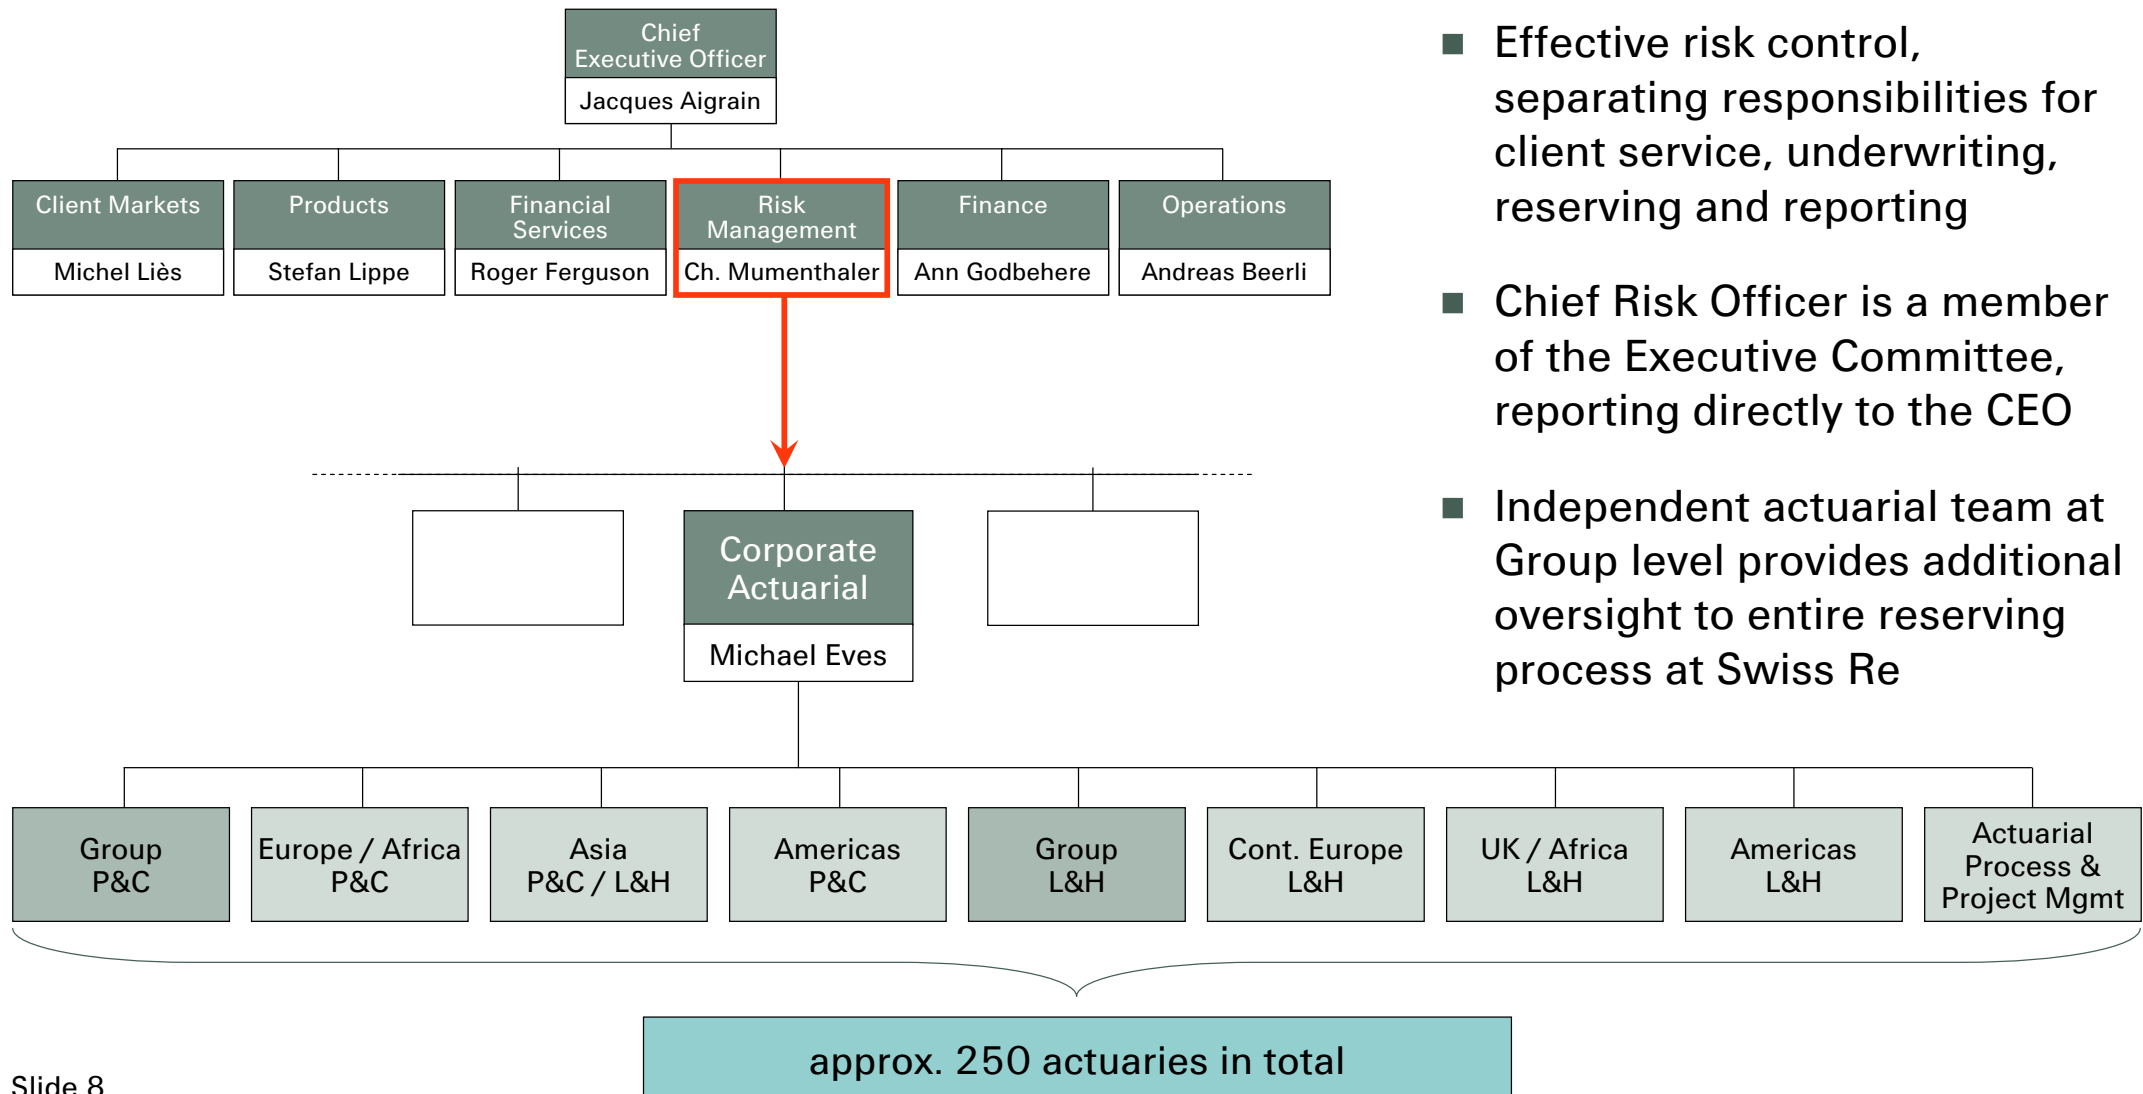 Chief
Executive Officer
Jacques Aigrain
Client Markets
Michel Liès
Products
Stefan Lippe
Financial
Services
Roger Ferguson
Risk
Management
Ch. Mumenthaler
Finance
Ann Godbehere
Operations
Andreas Beerli
Corporate
Actuarial
Michael Eves
Group
P&C
Europe / Africa
P&C
Asia
P&C / L&H
Americas
P&C
Group
L&H
Cont. Europe
L&H
UK / Africa
L&H
Americas
L&H
Actuarial
Process &
Project Mgmt
approx. 250 actuaries in total
■ Effective risk control,
separating responsibilities for
client service, underwriting,
reserving and reporting
■ Chief Risk Officer is a member
of the Executive Committee,
reporting directly to the CEO
■ Independent actuarial team at
Group level provides additional
oversight to entire reserving
process at Swiss Re
Slide 8